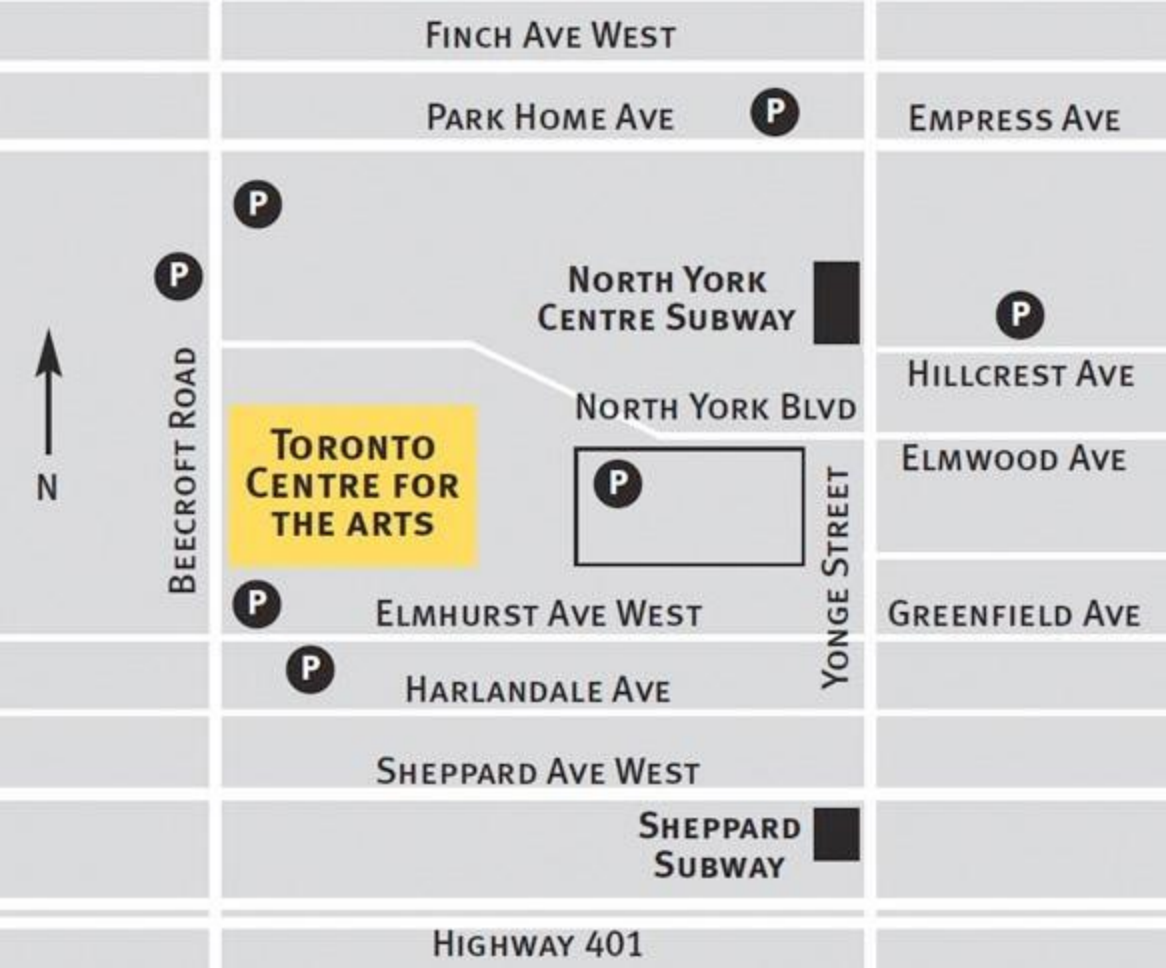 FINCH AVE WEST
PARK HOME AVE
P
EMPRESS AVE
P
P
NORTH YORK
CENTRE SUBWAY
P
HILLCREST AVE
NORTH YORK BLVD
BEECROFT ROAD
N
TORONTO
CENTRE FOR
THE ARTS
P
YONGE STREET
ELMWOOD AVE
P
ELMHURST AVE WEST
GREENFIELD AVE
P
HARLANDALE AVE
SHEPPARD AVE WEST
SHEPPARD
SUBWAY
HIGHWAY 401